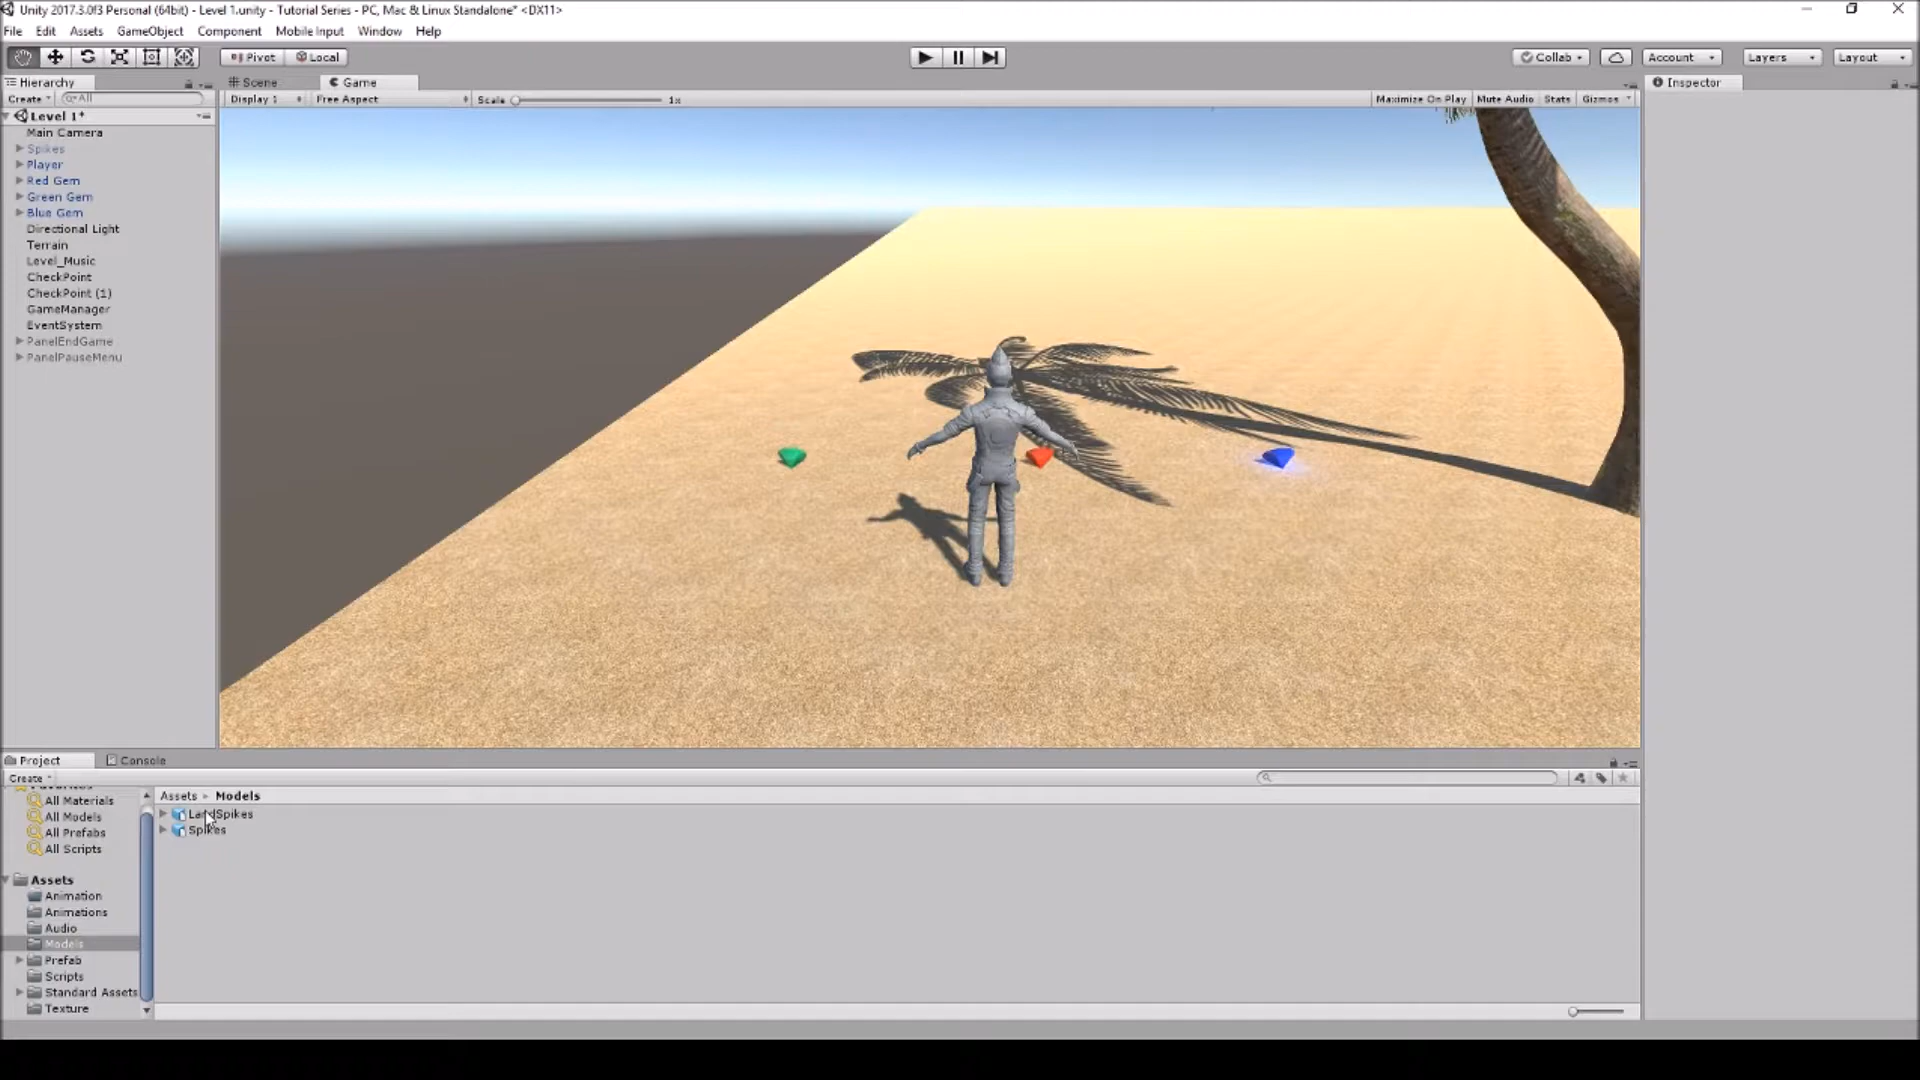 Unity 2017.3.0f3 Personal (64bit) - Level 1.unity - Tutorial Series - PC, Mac & Linux Standalone* <DX11>
File Edit Assets GameObject Component Mobile Input Window Help
Pivot Local Collab Account Layers Layout
Hierarchy Scene Game Inspector
Create All Display 1 Free Aspect Scale 1x Maximize On Play Mute Audio Stats Gizmos
Level 1*
Main Camera
Spikes
Player
Red Gem
Green Gem
Blue Gem
Directional Light
Terrain
Level_Music
CheckPoint
CheckPoint (1)
GameManager
EventSystem
PanelEndGame
PanelPauseMenu
Project Console
Create
Favorites
All Materials
All Models
All Prefabs
All Scripts
Assets
Animation
Animations
Audio
Models
Prefab
Scripts
Standard Assets
Texture
Assets Models
LandSpikes
Spikes